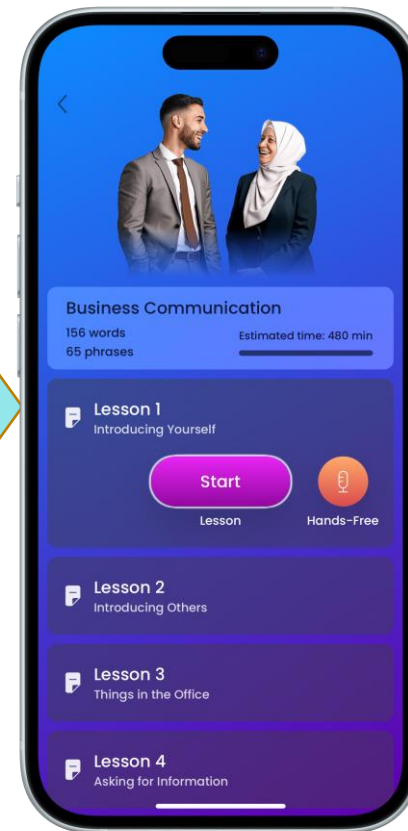 Business Communication
156 words
65 phrases
Estimated time: 480 min
Lesson 1
Introducing Yourself
Start
Lesson
Hands-Free
Lesson 2
Introducing Others
Lesson 3
Things in the Office
Lesson 4
Asking for Information